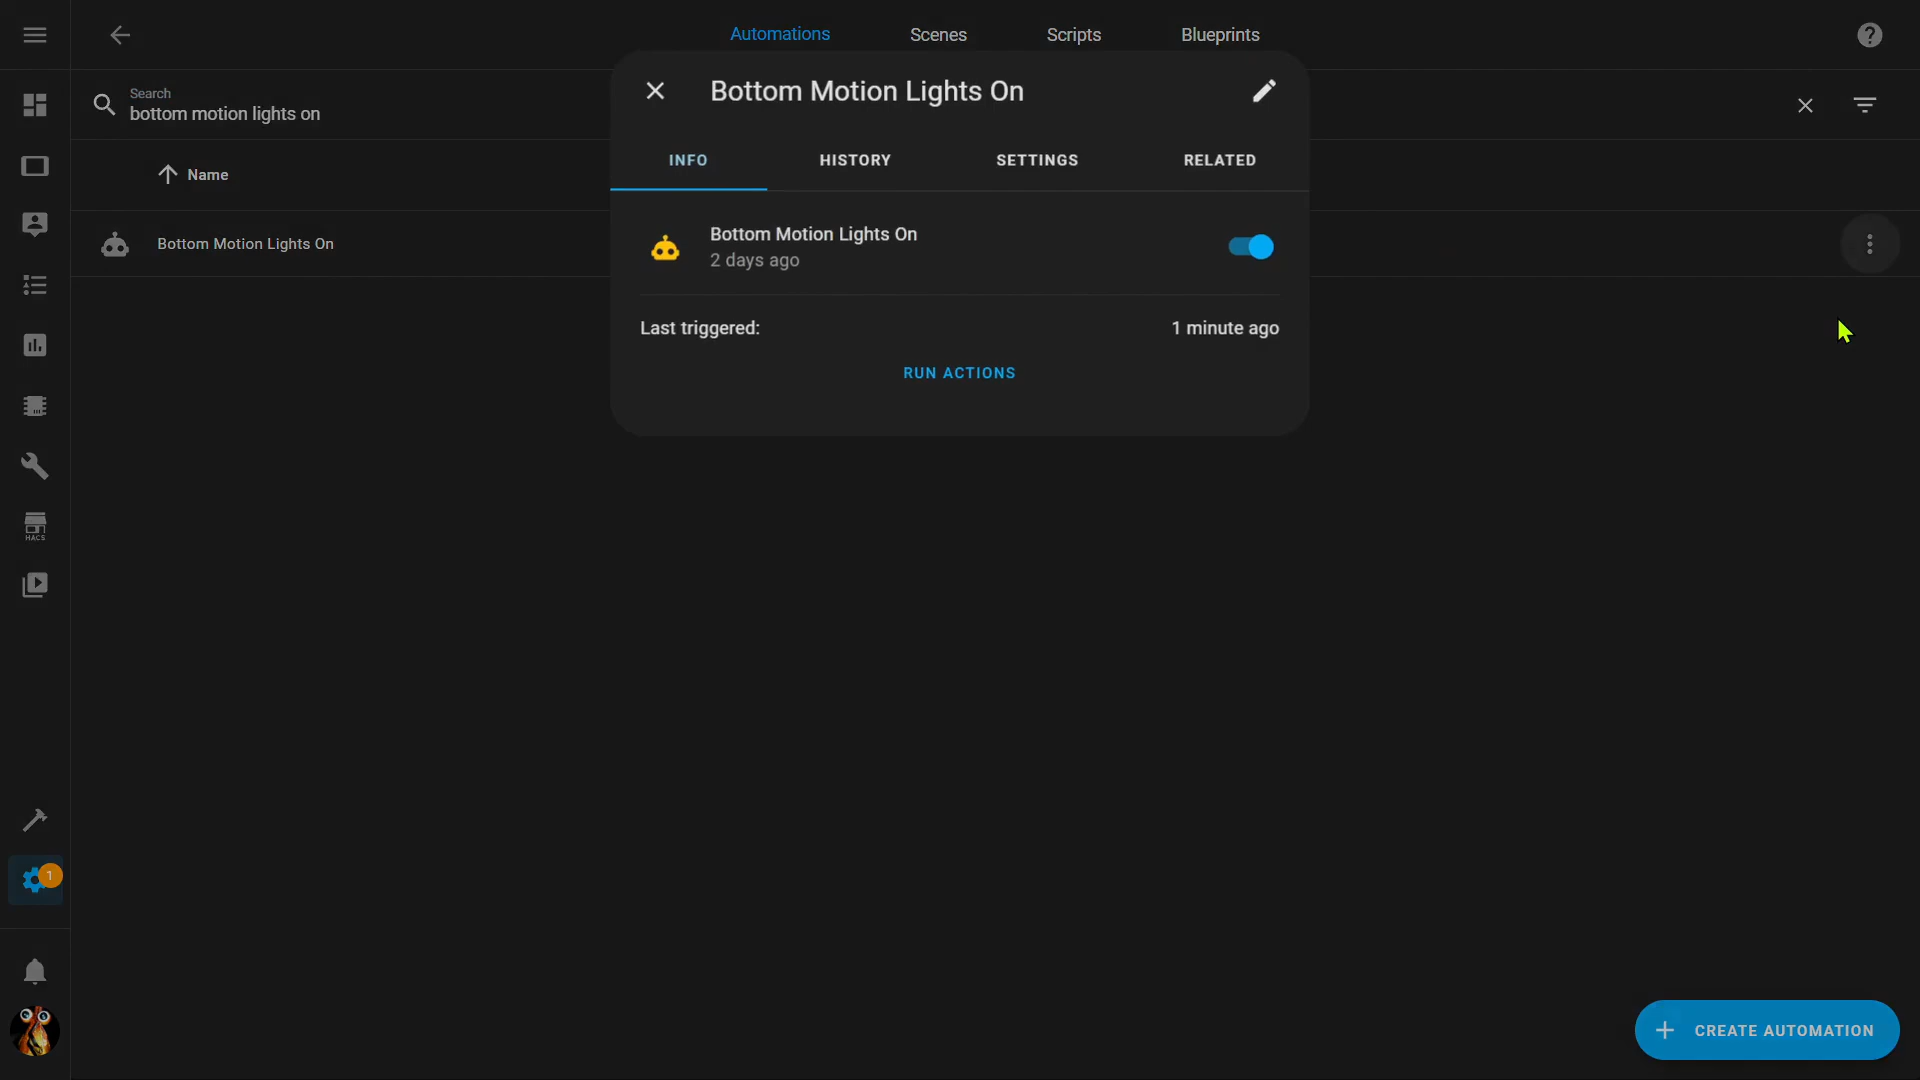 Automations
Scenes
Scripts
Blueprints
Search
bottom motion lights on
Bottom Motion Lights On
INFO
HISTORY
SETTINGS
RELATED
Name
Bottom Motion Lights On
Bottom Motion Lights On
2 days ago
Last triggered:
1 minute ago
RUN ACTIONS
HACS
1
CREATE AUTOMATION